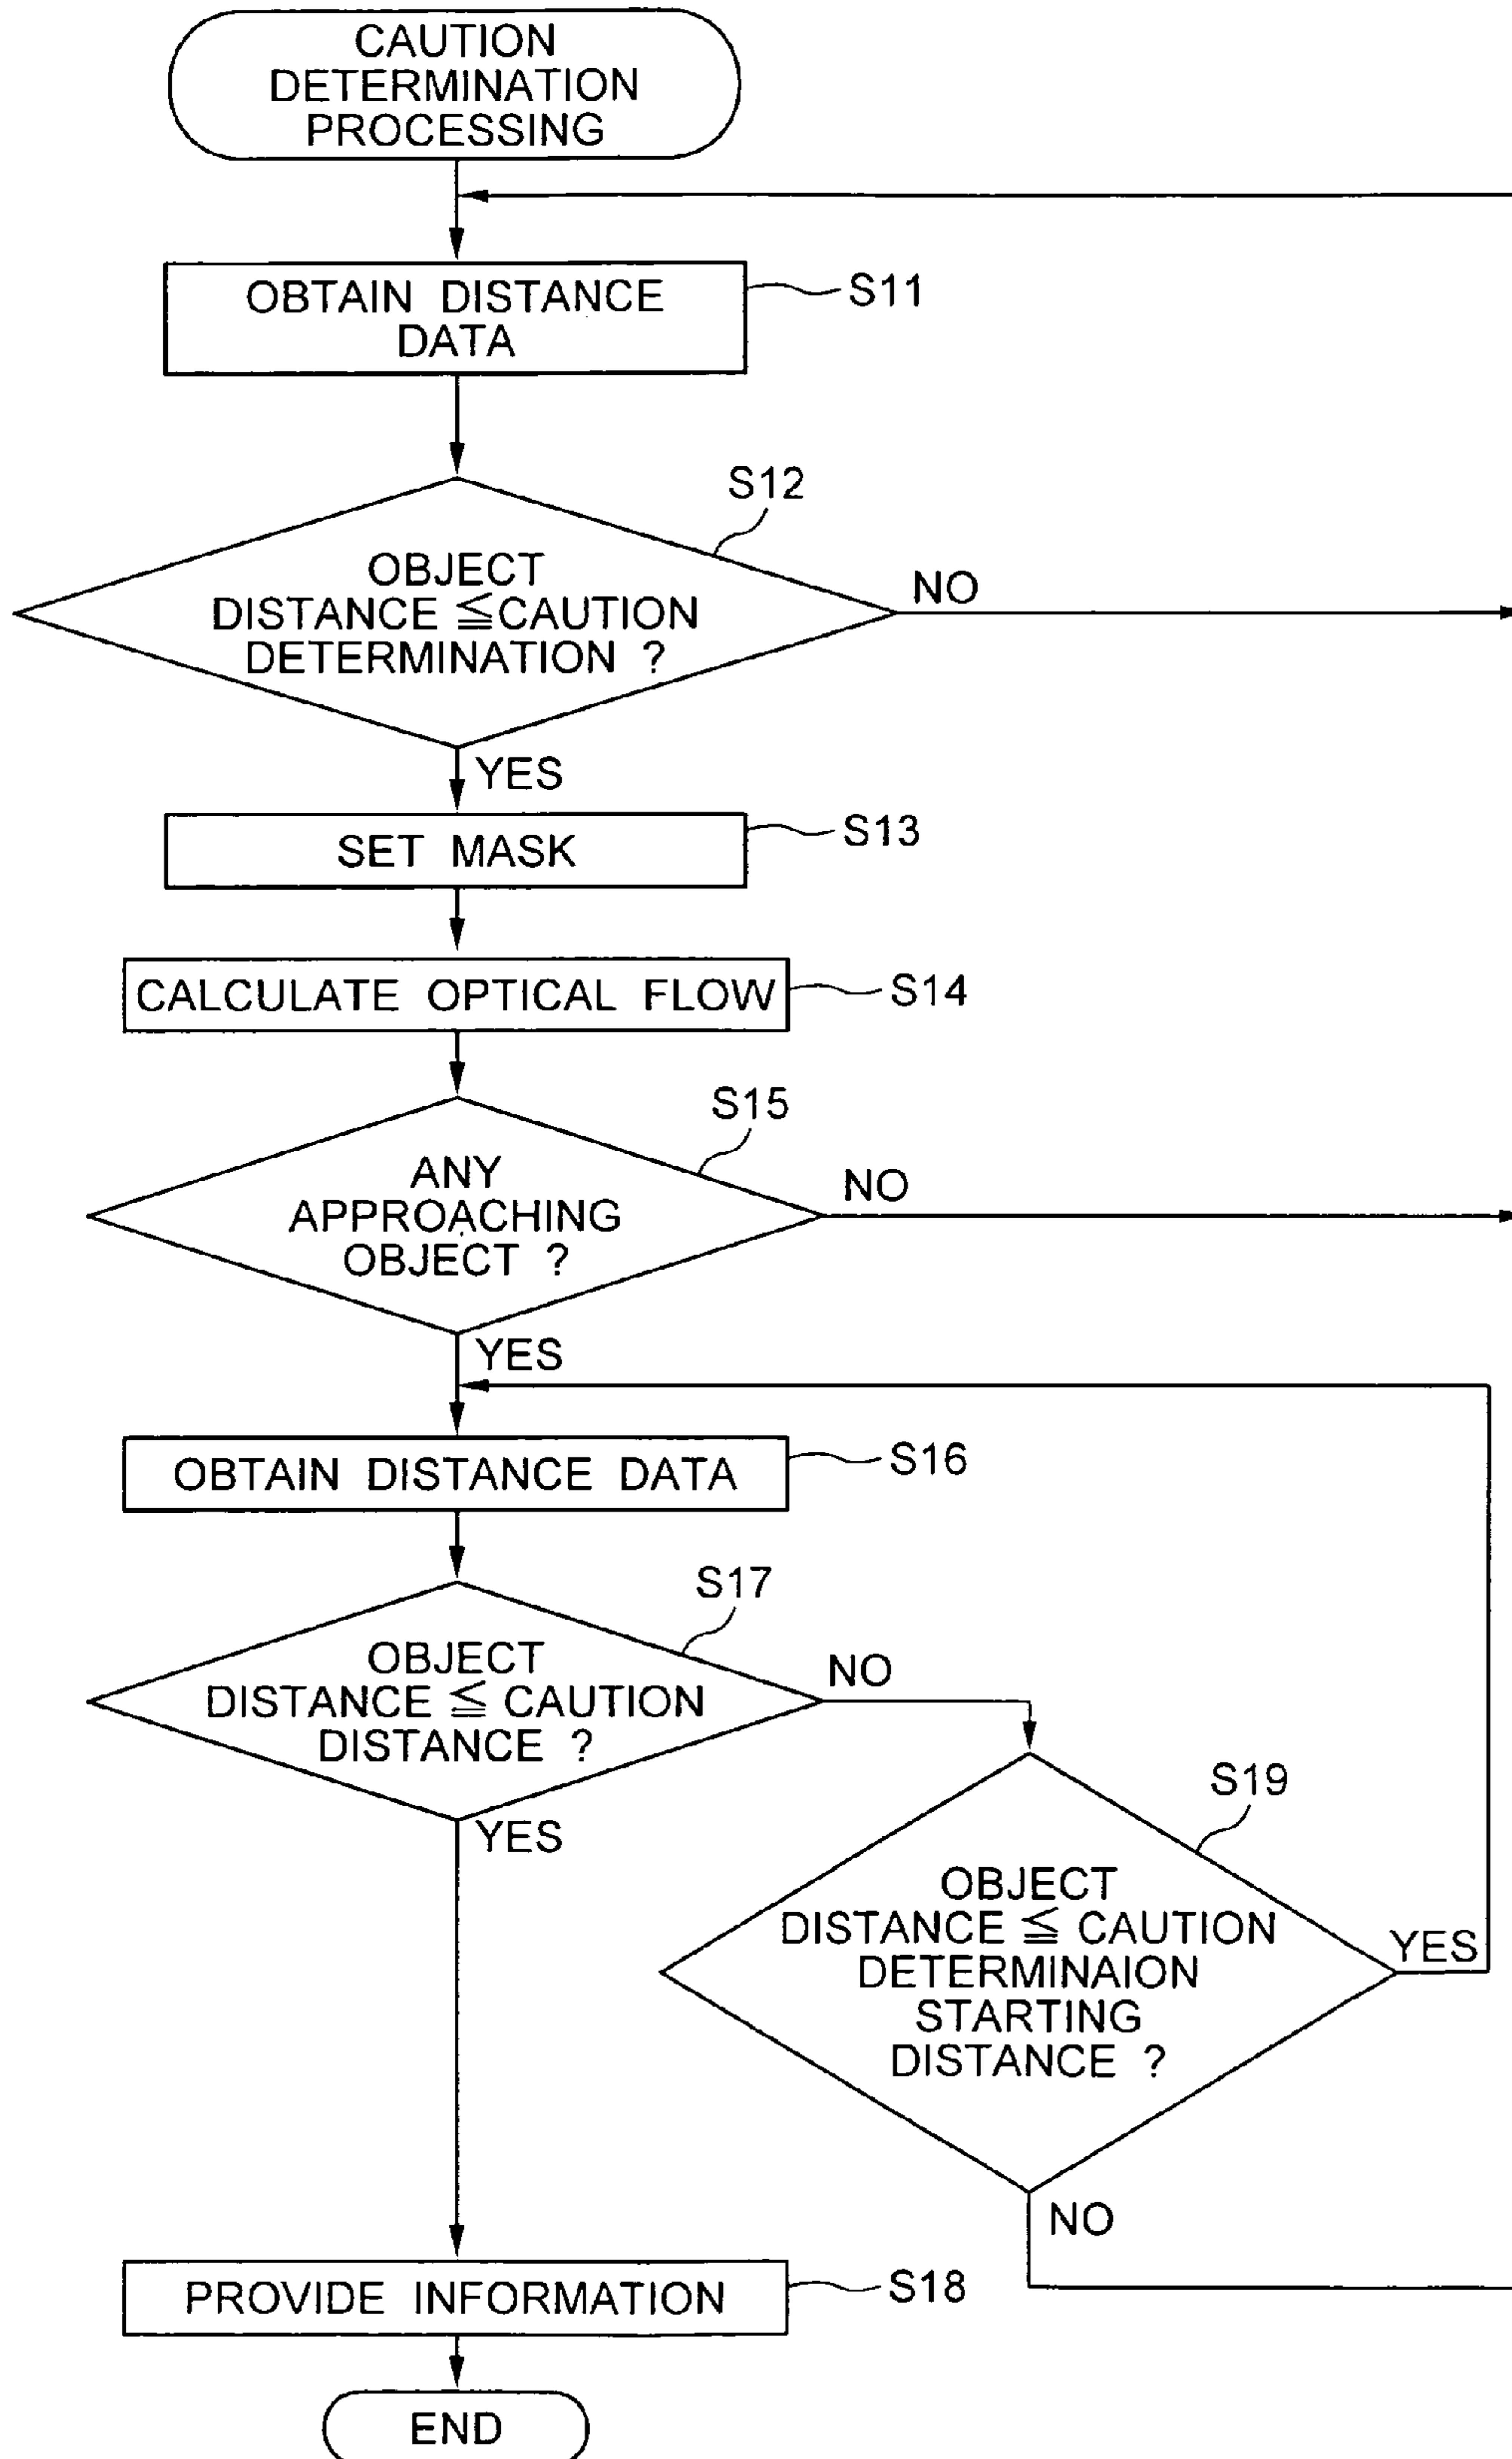 CAUTION
DETERMINATION
PROCESSING
OBTAIN DISTANCE
DATA
S11
S12
OBJECT
DISTANCE ≦CAUTION
DETERMINATION ?
NO
YES
SET MASK
S13
CALCULATE OPTICAL FLOW
S14
S15
ANY
APPROACHING
OBJECT ?
NO
YES
OBTAIN DISTANCE DATA
S16
S17
OBJECT
DISTANCE ≦ CAUTION
DISTANCE ?
NO
YES
S19
OBJECT
DISTANCE ≦ CAUTION
DETERMINAION
STARTING
DISTANCE ?
YES
NO
PROVIDE INFORMATION
S18
END